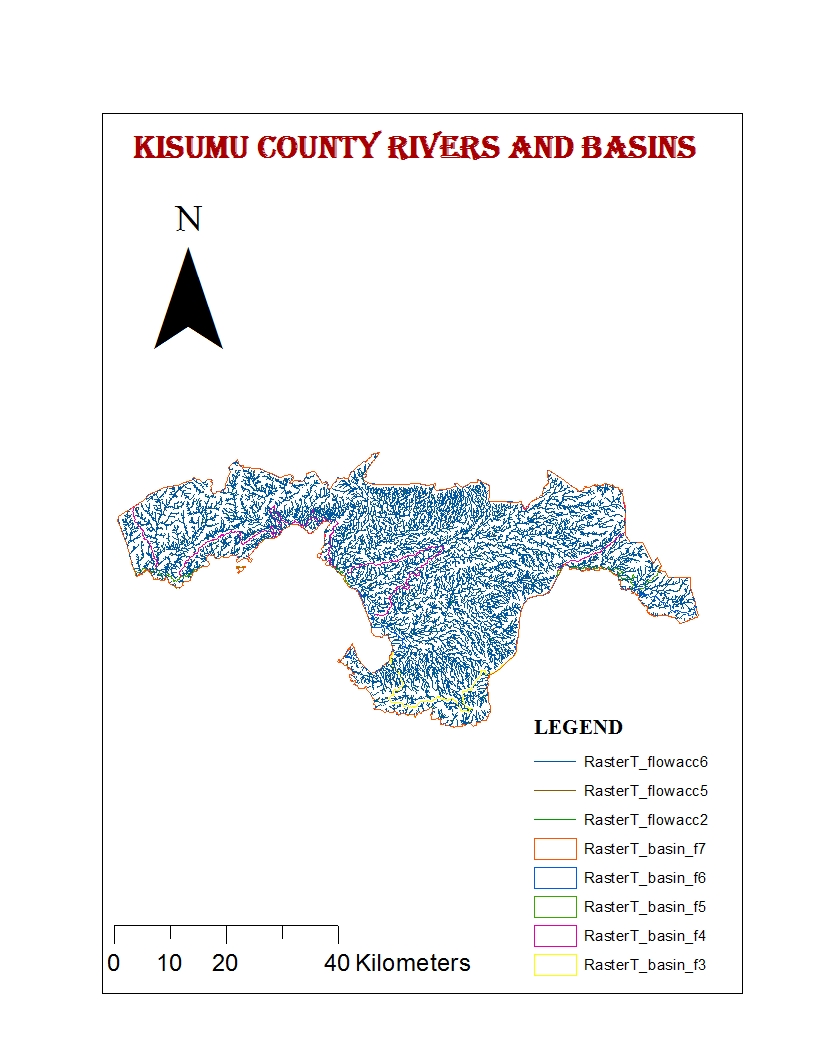 KISUMU COUNTY RIVERS AND BASINS
N
LEGEND
RasterT_flowacc6
RasterT_flowacc5
RasterT_flowacc2
RasterT_basin_f7
RasterT_basin_f6
RasterT_basin_f5
RasterT_basin_f4
RasterT_basin_f3
0 10 20 40 Kilometers